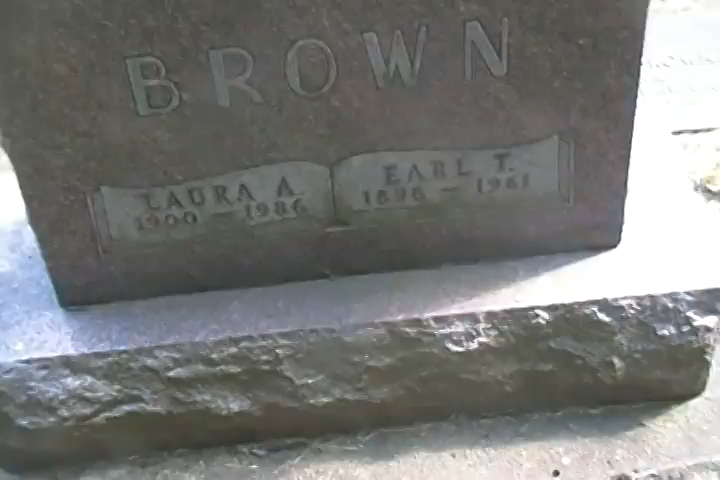 BROWN
LAURA A.
1900 — 1986
EARL T.
1898 — 1961